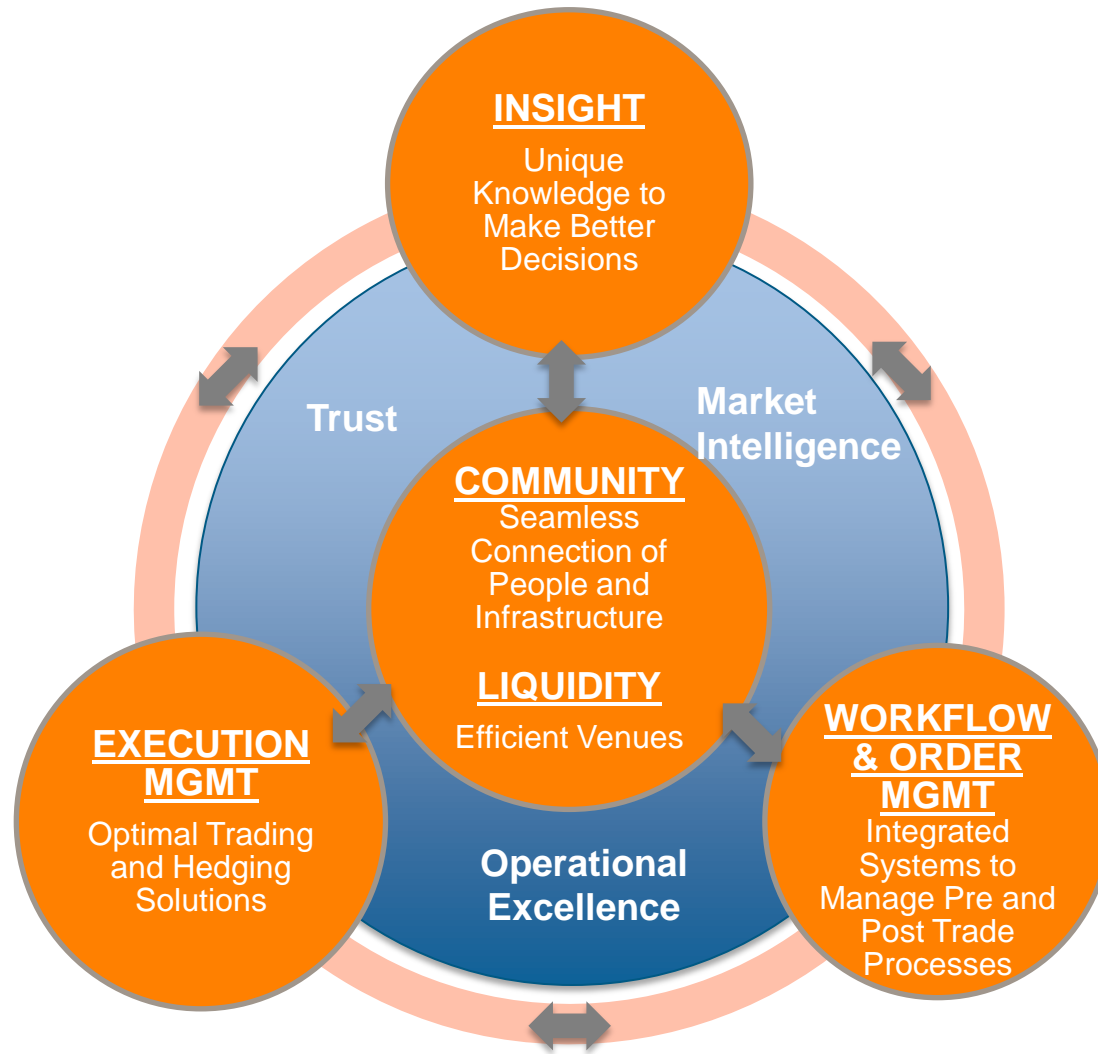 INSIGHT
Unique
Knowledge to
Make Better
Decisions
Trust
Market
Intelligence
COMMUNITY
Seamless
Connection of
People and
Infrastructure
LIQUIDITY
Efficient Venues
EXECUTION
MGMT
Optimal Trading
and Hedging
Solutions
Operational
Excellence
WORKFLOW
& ORDER
MGMT
Integrated
Systems to
Manage Pre and
Post Trade
Processes